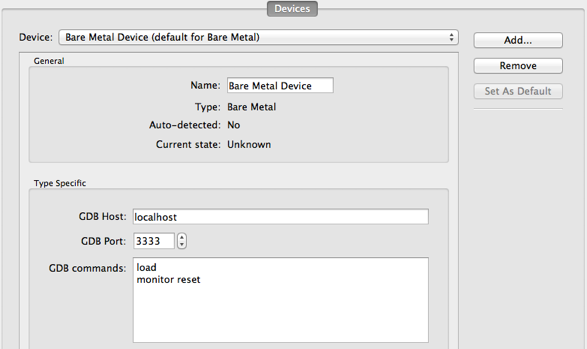 Devices
Device: Bare Metal Device (default for Bare Metal)
Add...
General
Remove
Name: Bare Metal Device
Set As Default
Type: Bare Metal
Auto-detected: No
Current state: Unknown
Type Specific
GDB Host: localhost
GDB Port: 3333
GDB commands: load
monitor reset